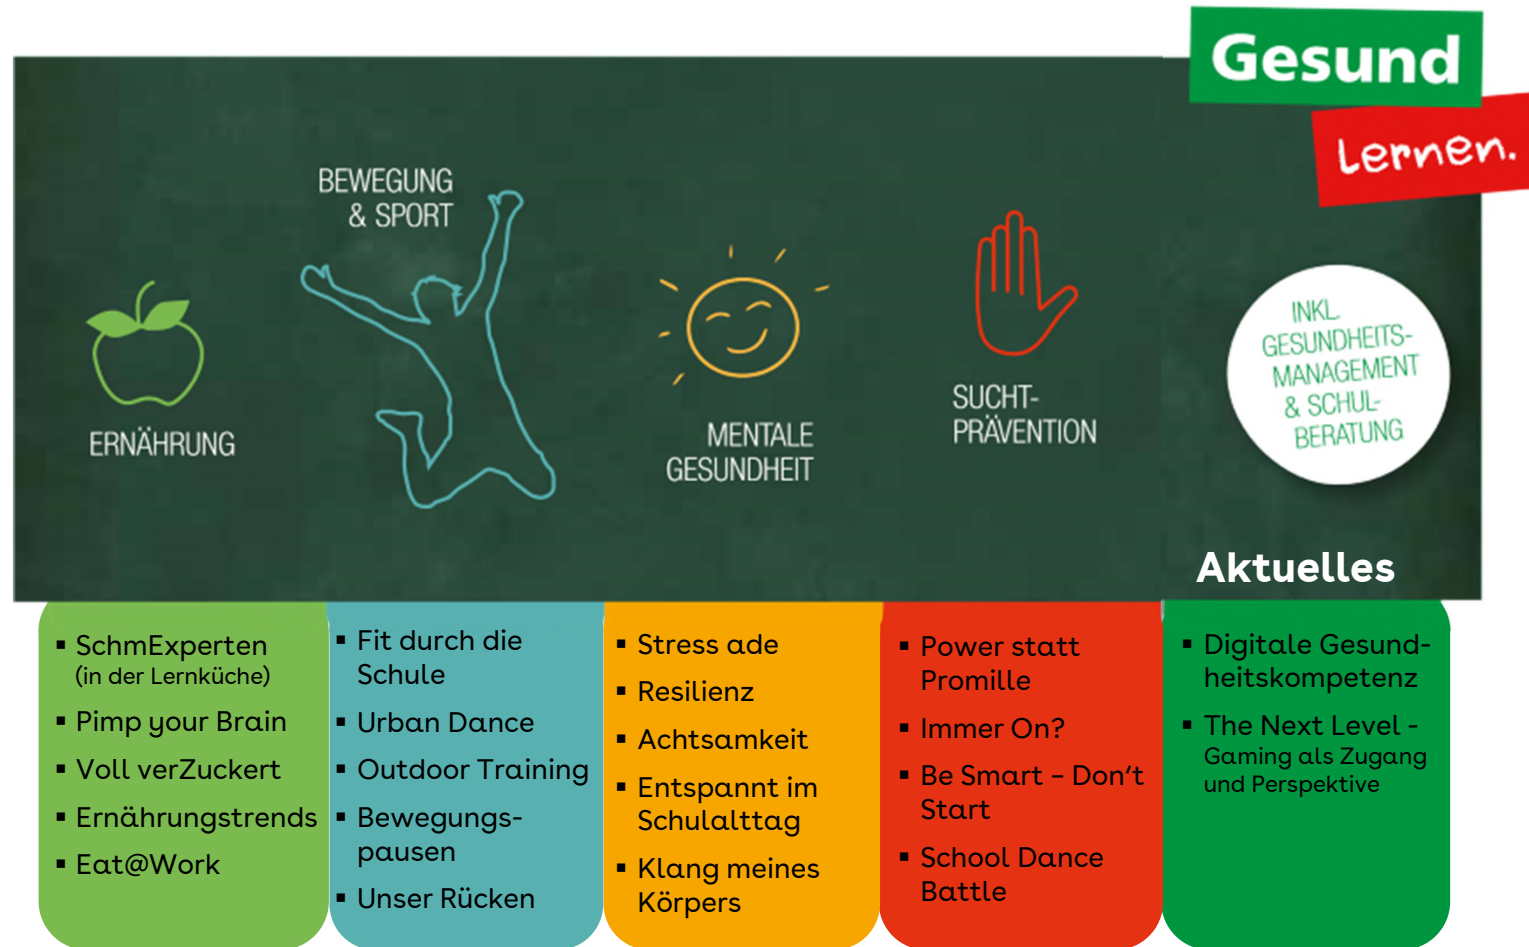 Gesund
Lernen.
BEWEGUNG
& SPORT
ERNÄHRUNG
MENTALE
GESUNDHEIT
SUCHT-
PRÄVENTION
INKL.
GESUNDHEITS-
MANAGEMENT
& SCHUL-
BERATUNG
Aktuelles
▪ SchmExperten
(in der Lernküche)
▪ Pimp your Brain
▪ Voll verZuckert
▪ Ernährungstrends
▪ Eat@Work
▪ Fit durch die
Schule
▪ Urban Dance
▪ Outdoor Training
▪ Bewegungs-
pausen
▪ Unser Rücken
▪ Stress ade
▪ Resilienz
▪ Achtsamkeit
▪ Entspannt im
Schulalttag
▪ Klang meines
Körpers
▪ Power statt
Promille
▪ Immer On?
▪ Be Smart – Don't
Start
▪ School Dance
Battle
▪ Digitale Gesund-
heitskompetenz
▪ The Next Level -
Gaming als Zugang
und Perspektive